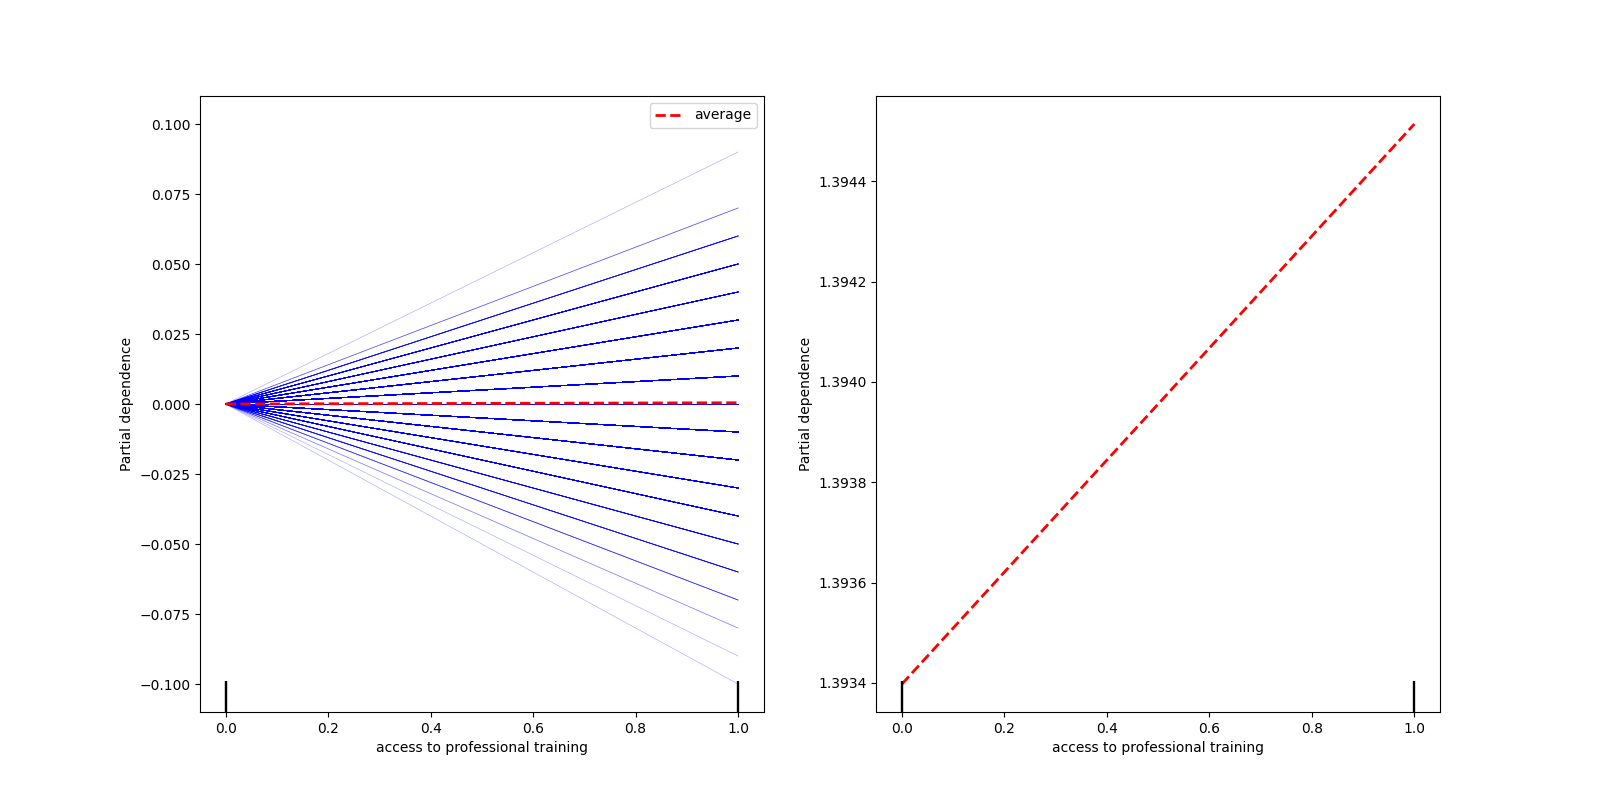 average
0.100
0.075
0.050
0.025
0.000
−0.025
−0.050
−0.075
−0.100
Partial dependence
0.0 0.2 0.4 0.6 0.8 1.0
access to professional training
1.3944
1.3942
1.3940
1.3938
1.3936
1.3934
Partial dependence
0.0 0.2 0.4 0.6 0.8 1.0
access to professional training